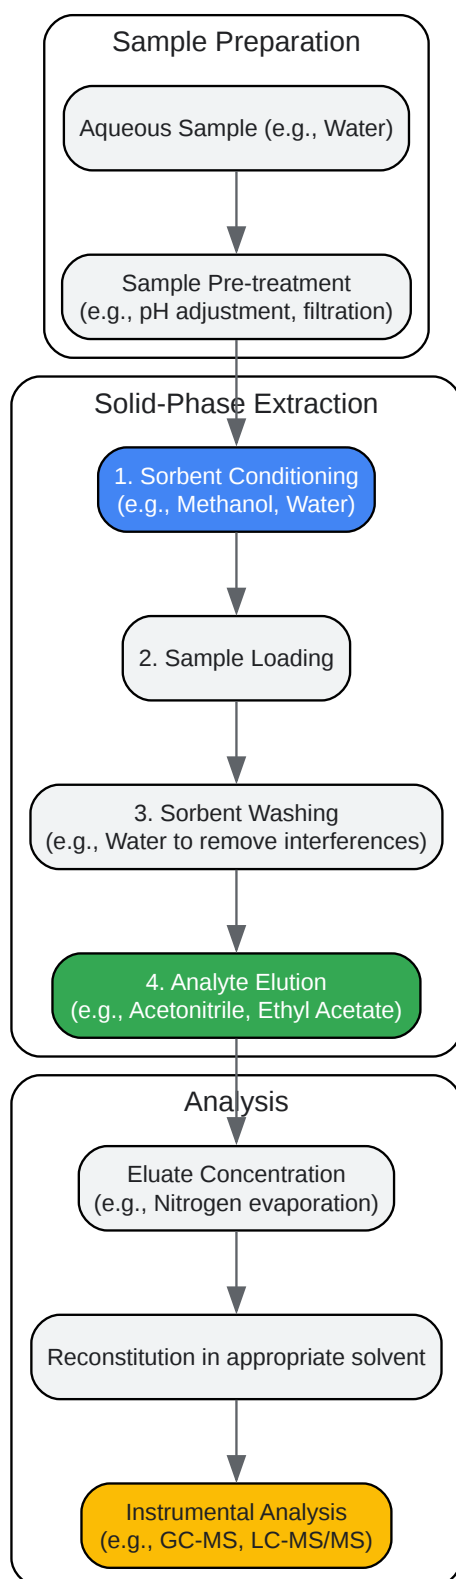 Sample Preparation
Aqueous Sample (e.g., Water)
Sample Pre-treatment
(e.g., pH adjustment, filtration)
Solid-Phase Extraction
1. Sorbent Conditioning
(e.g., Methanol, Water)
2. Sample Loading
3. Sorbent Washing
(e.g., Water to remove interferences)
4. Analyte Elution
(e.g., Acetonitrile, Ethyl Acetate)
Analysis
Eluate Concentration
(e.g., Nitrogen evaporation)
Reconstitution in appropriate solvent
Instrumental Analysis
(e.g., GC-MS, LC-MS/MS)